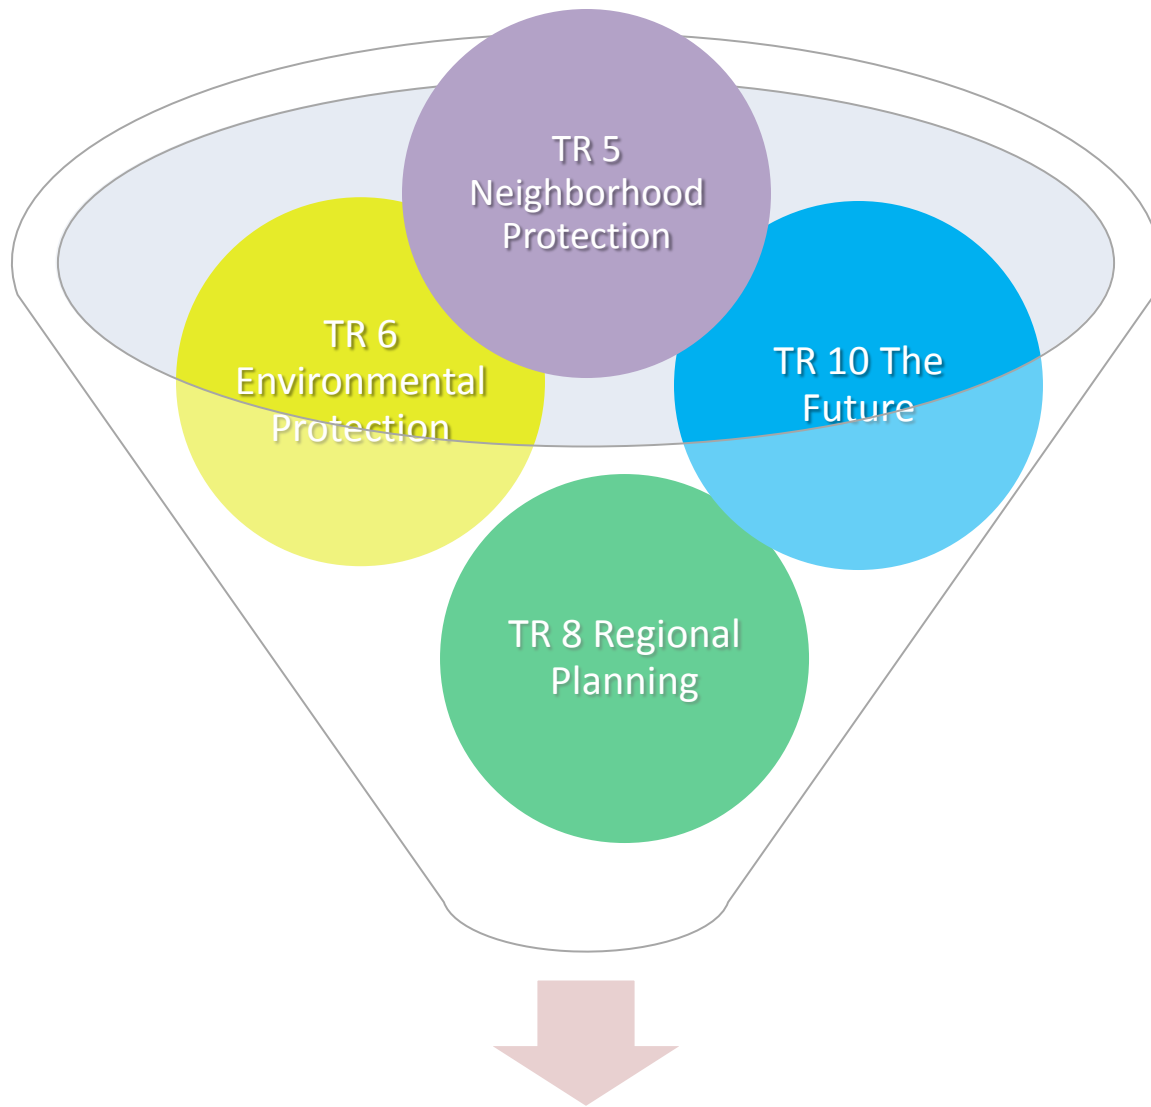 TR 5
Neighborhood
Protection
TR 6
Environmental
Protection
TR 10 The
Future
TR 8 Regional
Planning